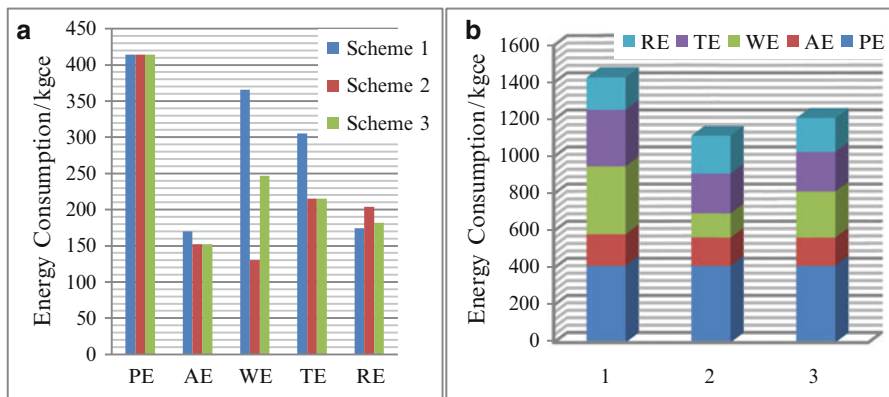 a
Energy Consumption/kgce
450
400
350
300
250
200
150
100
50
0
PE AE WE TE RE
Scheme 1
Scheme 2
Scheme 3
b
Energy Consumption/kgce
1600
1400
1200
1000
800
600
400
200
0
1 2 3
RE TE WE AE PE